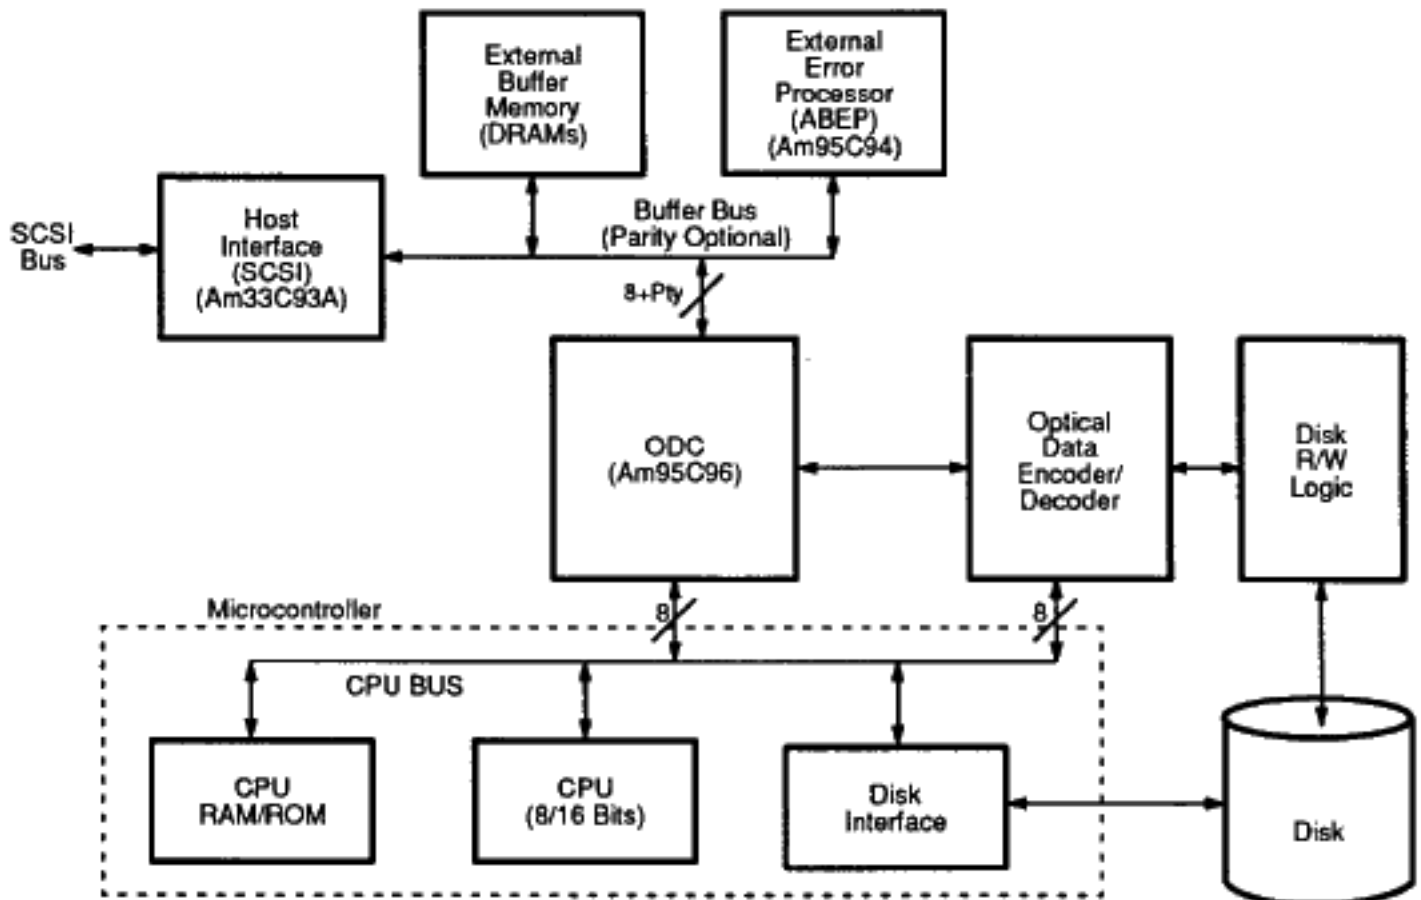 External
Buffer
Memory
(DRAMs)
External
Error
Processor
(ABEP)
(Am95C94)
Host
Interface
(SCSI)
(Am33C93A)
SCSI
Bus
Buffer Bus
(Parity Optional)
8+Pty
ODC
(Am95C96)
Optical
Data
Encoder/
Decoder
Disk
R/W
Logic
Microcontroller
8
8
CPU BUS
CPU
RAM/ROM
CPU
(8/16 Bits)
Disk
Interface
Disk